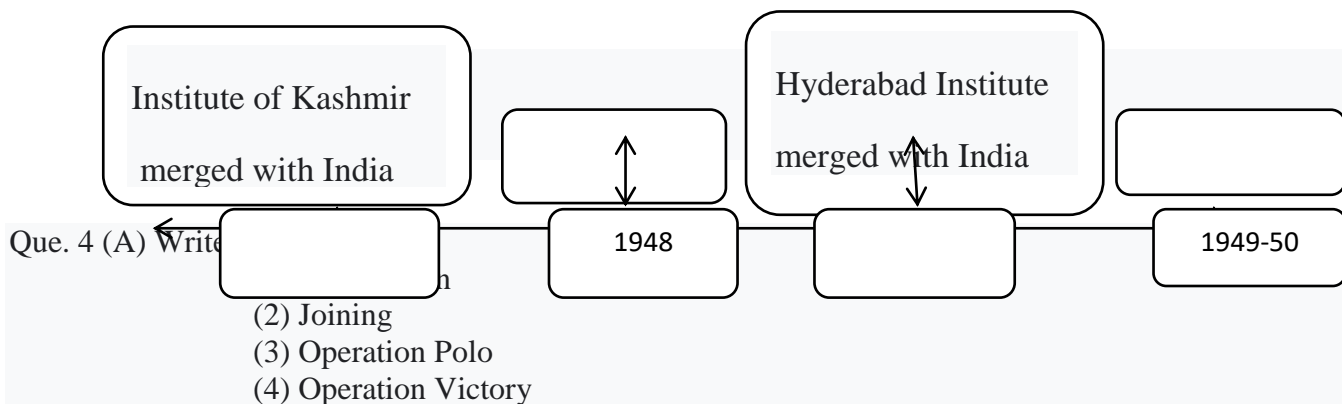 Institute of Kashmir
merged with India
Hyderabad Institute
merged with India
1948
1949-50
Que. 4 (A) Write
(2) Joining
(3) Operation Polo
(4) Operation Victory